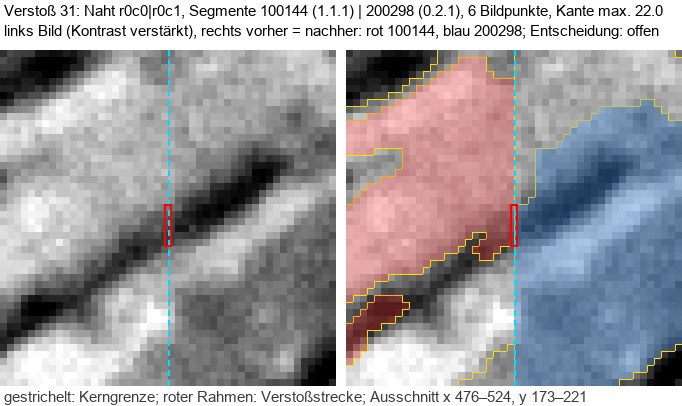 Verstoß 31: Naht r0c0|r0c1, Segmente 100144 (1.1.1) | 200298 (0.2.1), 6 Bildpunkte, Kante max. 22.0
links Bild (Kontrast verstärkt), rechts vorher = nachher: rot 100144, blau 200298; Entscheidung: offen
gestrichelt: Kerngrenze; roter Rahmen: Verstoßstrecke; Ausschnitt x 476–524, y 173–221